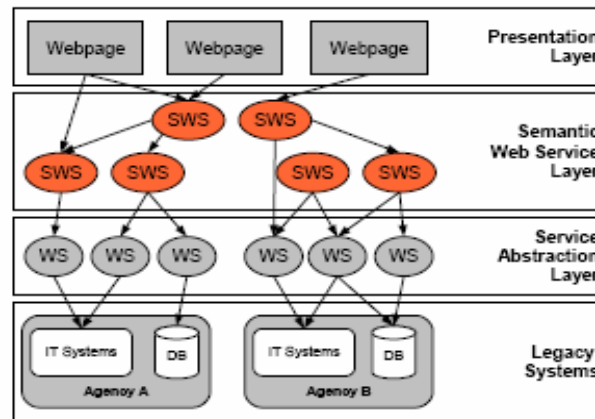 Webpage
Webpage
Webpage
Presentation
Layer
SWS
SWS
SWS
SWS
SWS
SWS
Semantic
Web Service
Layer
WS
WS
WS
WS
WS
WS
Service
Abstraction
Layer
IT Systems
DB
Agency A
IT Systems
DB
Agency B
Legacy
Systems